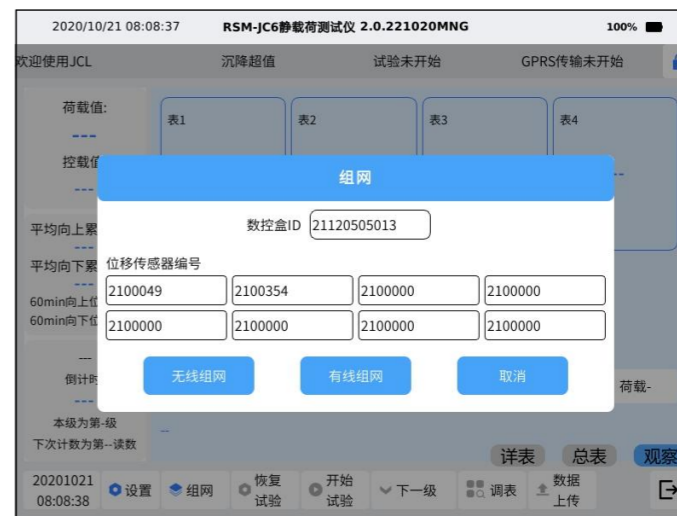 2020/10/21 08:08:37 RSM-JC6静载荷测试仪 2.0.221020MNG 100%
欢迎使用JCL 沉降超值 试验未开始 GPRS传输未开始
荷载值:
---
表1 表2 表3 表4
控载值
---
--
组网
数控盒ID 21120505013
平均向上累
---
平均向下累
---
60min向上位
60min向下位
位移传感器编号
2100049 2100354 2100000 2100000
2100000 2100000 2100000 2100000
无线组网 有线组网 取消
---
倒计时
---
荷载-
本级为第-级
下次计数为第--读数
--
详表 总表 观察
20201021
08:08:38
设置 组网 恢复
试验
开始
试验
下一级 调表 数据
上传